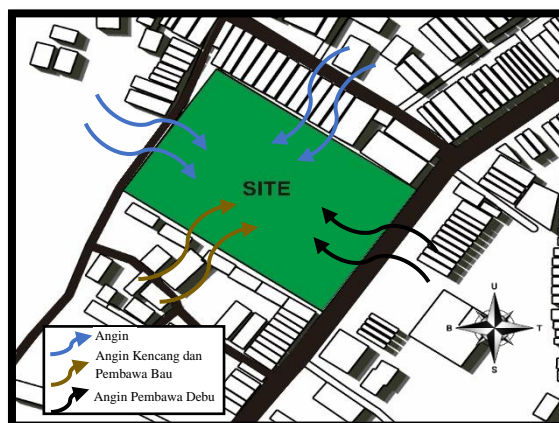 SITE
U
B
T
S
Angin
Angin Kencang dan
Pembawa Bau
Angin Pembawa Debu